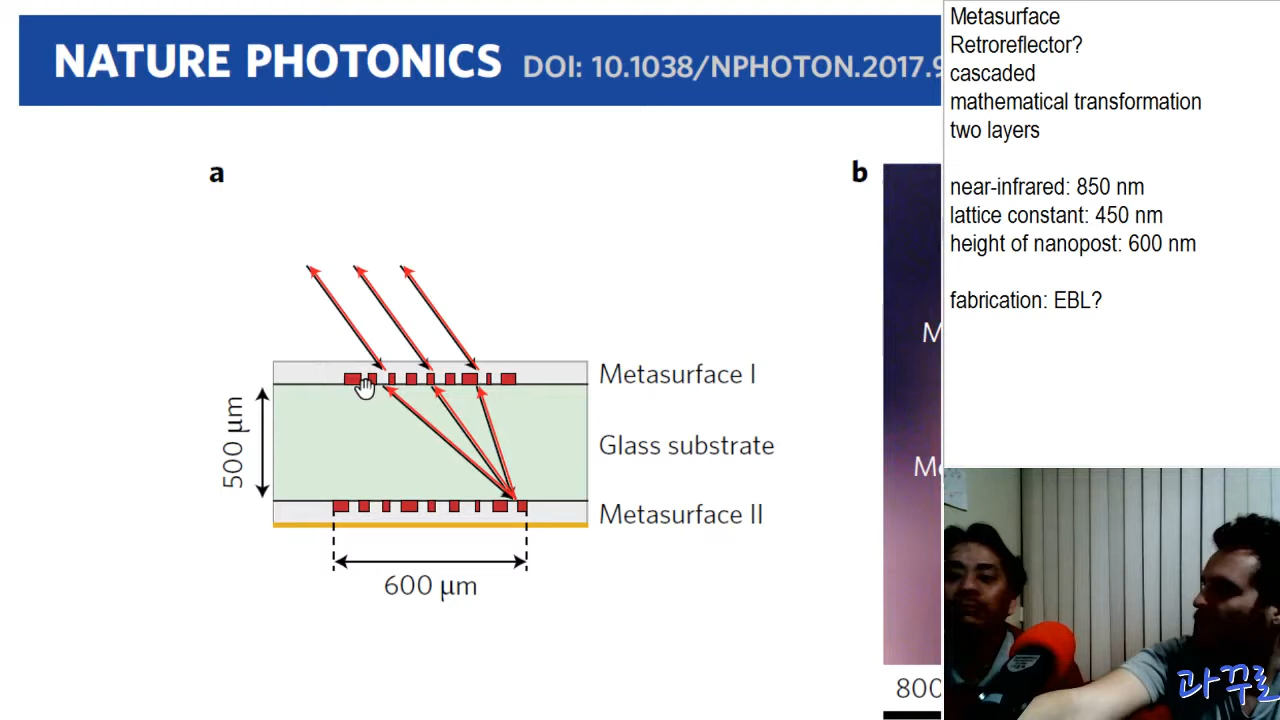 NATURE PHOTONICS DOI: 10.1038/NPHOTON.2017.9
a
b
Metasurface I
Glass substrate
Metasurface II
500 μm
600 μm
M
Me
800
Metasurface
Retroreflector?
cascaded
mathematical transformation
two layers
near-infrared: 850 nm
lattice constant: 450 nm
height of nanopost: 600 nm
fabrication: EBL?
과꾸로